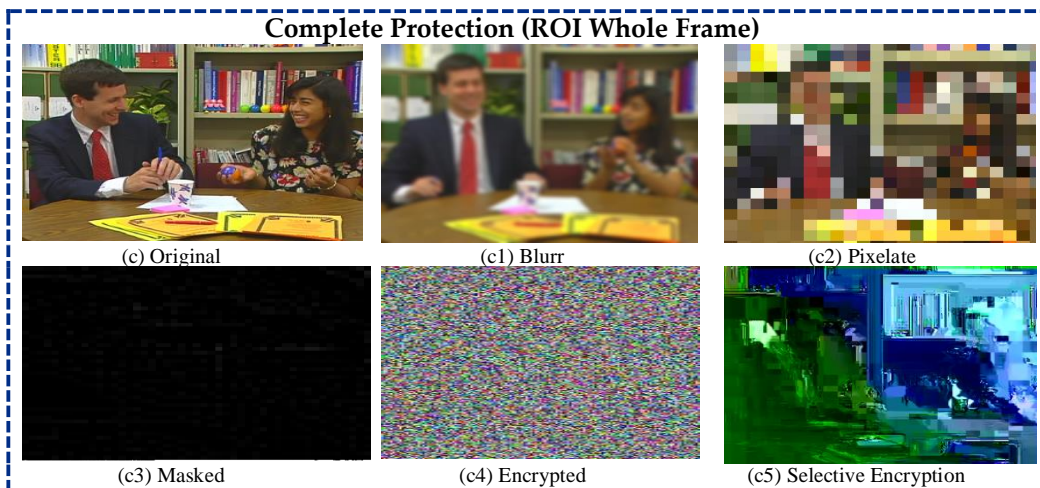 Complete Protection (ROI Whole Frame)
(c) Original
(c1) Blurr
(c2) Pixelate
(c3) Masked
(c4) Encrypted
(c5) Selective Encryption